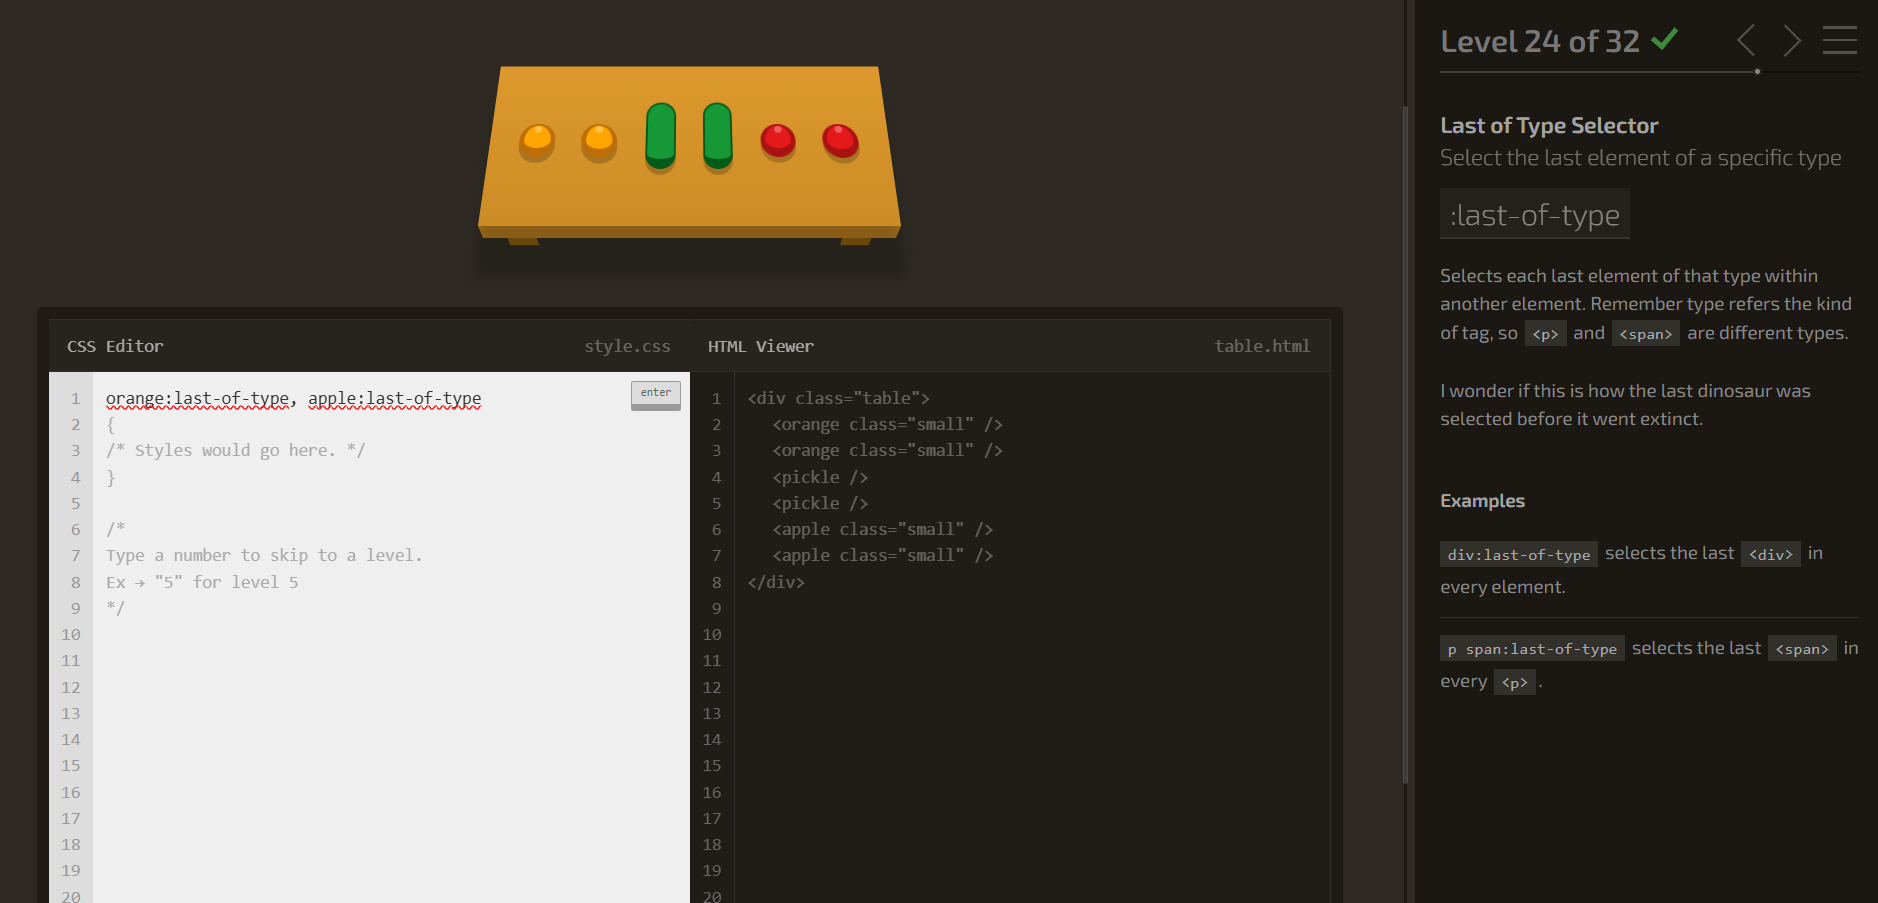 Level 24 of 32
Last of Type Selector
Select the last element of a specific type
:last-of-type
Selects each last element of that type within
another element. Remember type refers the kind
of tag, so <p> and <span> are different types.
I wonder if this is how the last dinosaur was
selected before it went extinct.
Examples
div:last-of-type selects the last <div> in
every element.
p span:last-of-type selects the last <span> in
every <p> .
CSS Editor style.css
enter
1 orange:last-of-type, apple:last-of-type
2 {
3 /* Styles would go here. */
4 }
5
6 /*
7 Type a number to skip to a level.
8 Ex → "5" for level 5
9 */
10
11
12
13
14
15
16
17
18
19
20
HTML Viewer table.html
1 <div class="table">
2 <orange class="small" />
3 <orange class="small" />
4 <pickle />
5 <pickle />
6 <apple class="small" />
7 <apple class="small" />
8 </div>
9
10
11
12
13
14
15
16
17
18
19
20